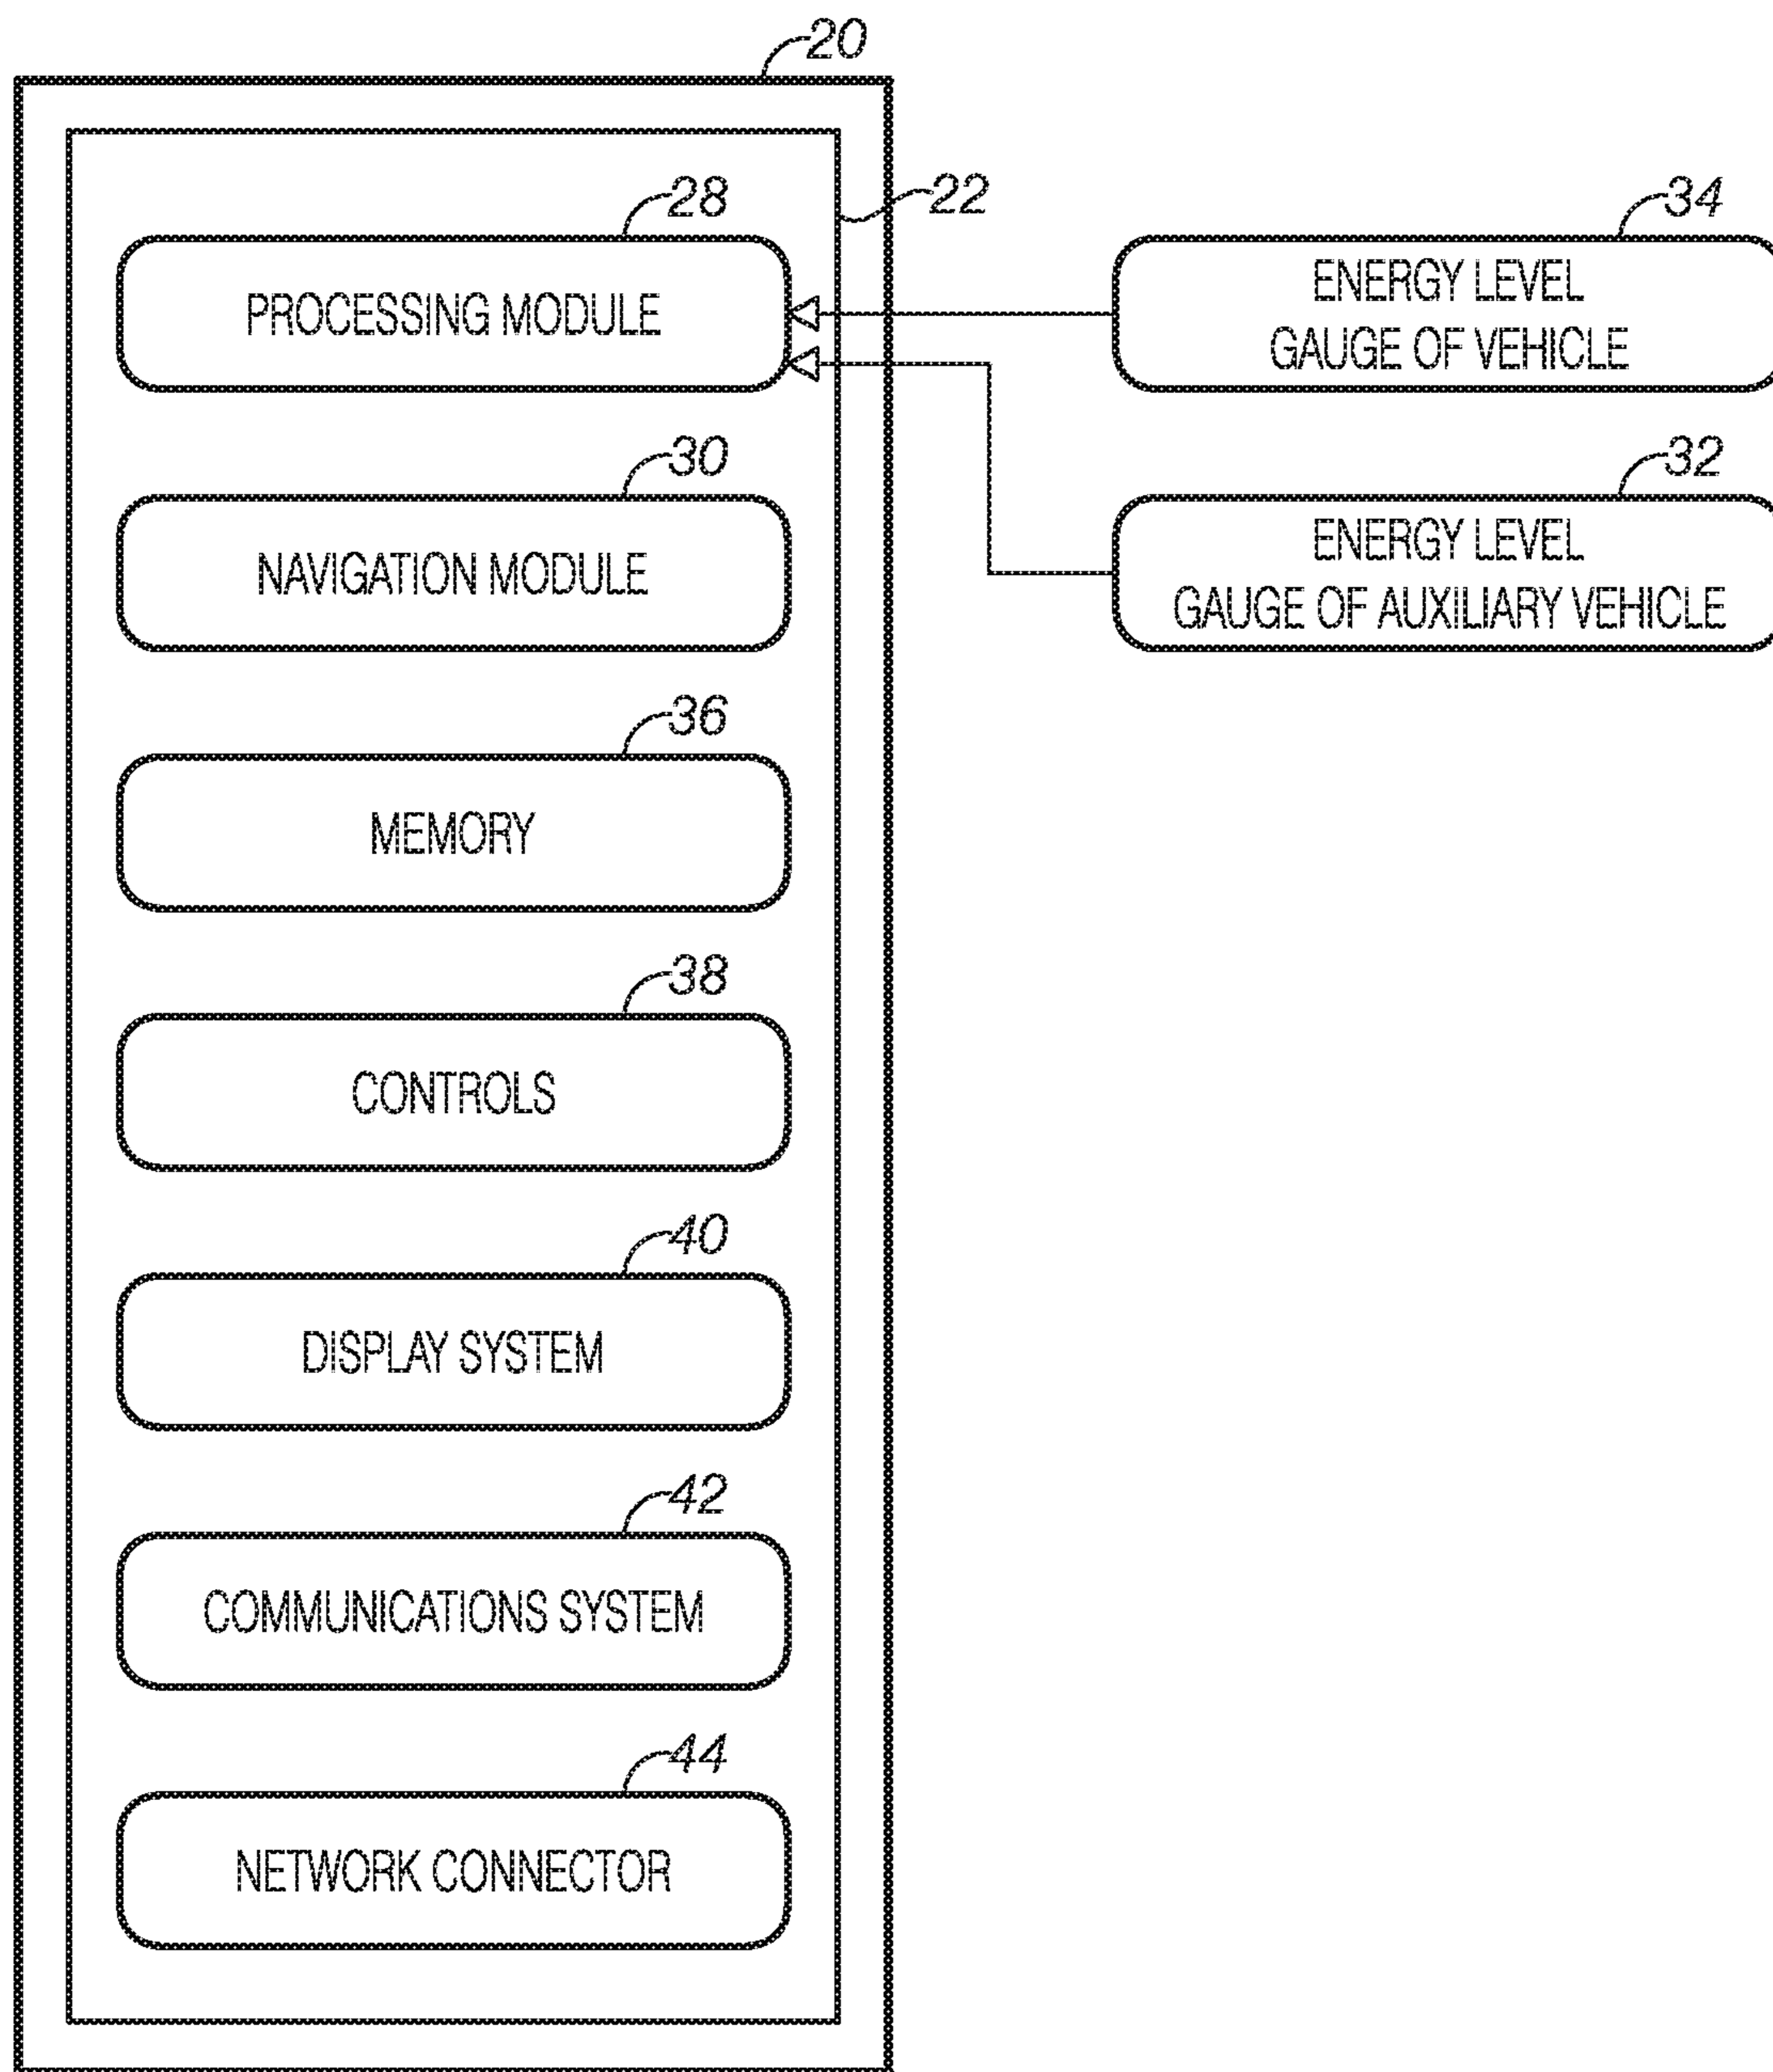 20
22
28
PROCESSING MODULE
34
ENERGY LEVEL
GAUGE OF VEHICLE
30
NAVIGATION MODULE
32
ENERGY LEVEL
GAUGE OF AUXILIARY VEHICLE
36
MEMORY
38
CONTROLS
40
DISPLAY SYSTEM
42
COMMUNICATIONS SYSTEM
44
NETWORK CONNECTOR